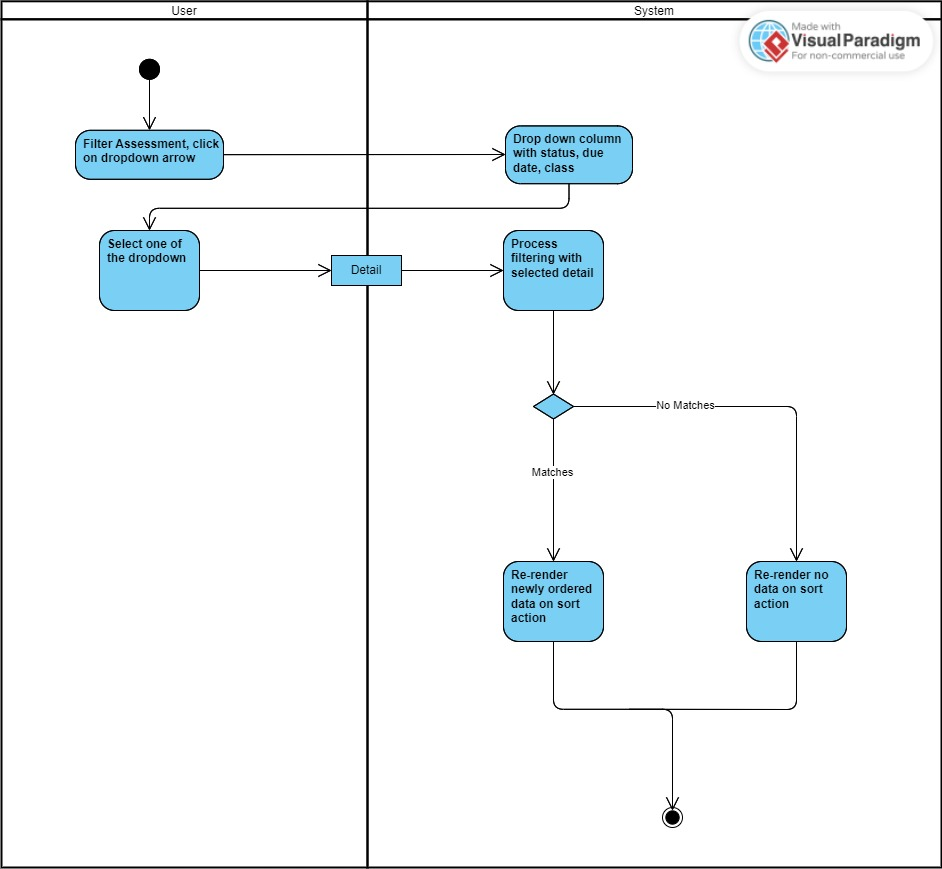 User
System
Made with
Visual Paradigm
For non-commercial use
Filter Assessment, click
on dropdown arrow
Drop down column
with status, due
date, class
Select one of
the dropdown
Detail
Process
filtering with
selected detail
No Matches
Matches
Re-render
newly ordered
data on sort
action
Re-render no
data on sort
action